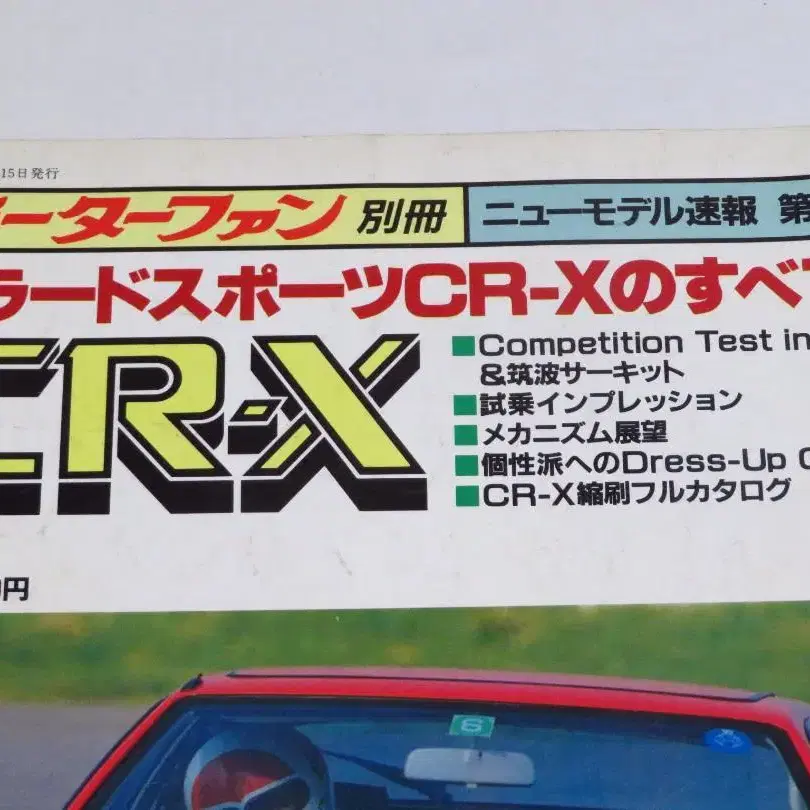 15日発行
ーターファン 別冊 ニューモデル速報 第
ラードスポーツCR-Xのすべて
CR-X
■Competition Test in
&筑波サーキット
■試乗インプレッション
■メカニズム展望
■個性派へのDress-Up
■CR-X縮刷フルカタログ
円
6